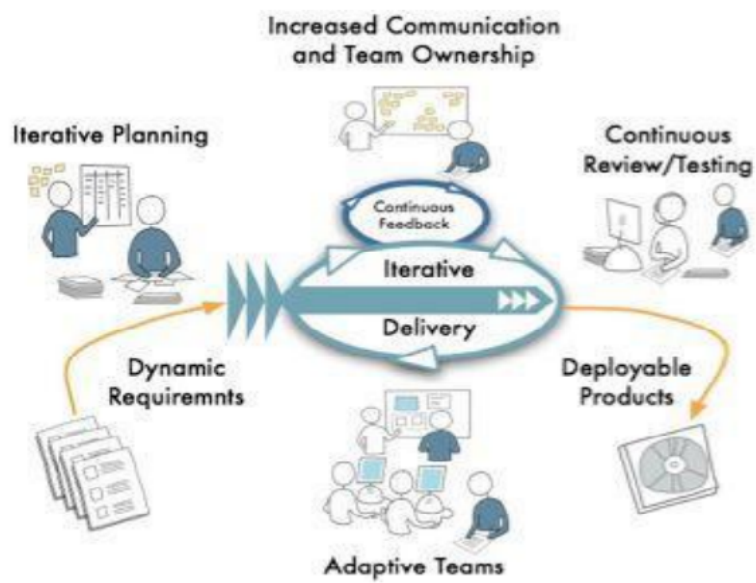 Increased Communication
and Team Ownership
Iterative Planning
Continuous
Review/Testing
Continuous
Feedback
Iterative
Delivery
Dynamic
Requiremnts
Deployable
Products
Adaptive Teams